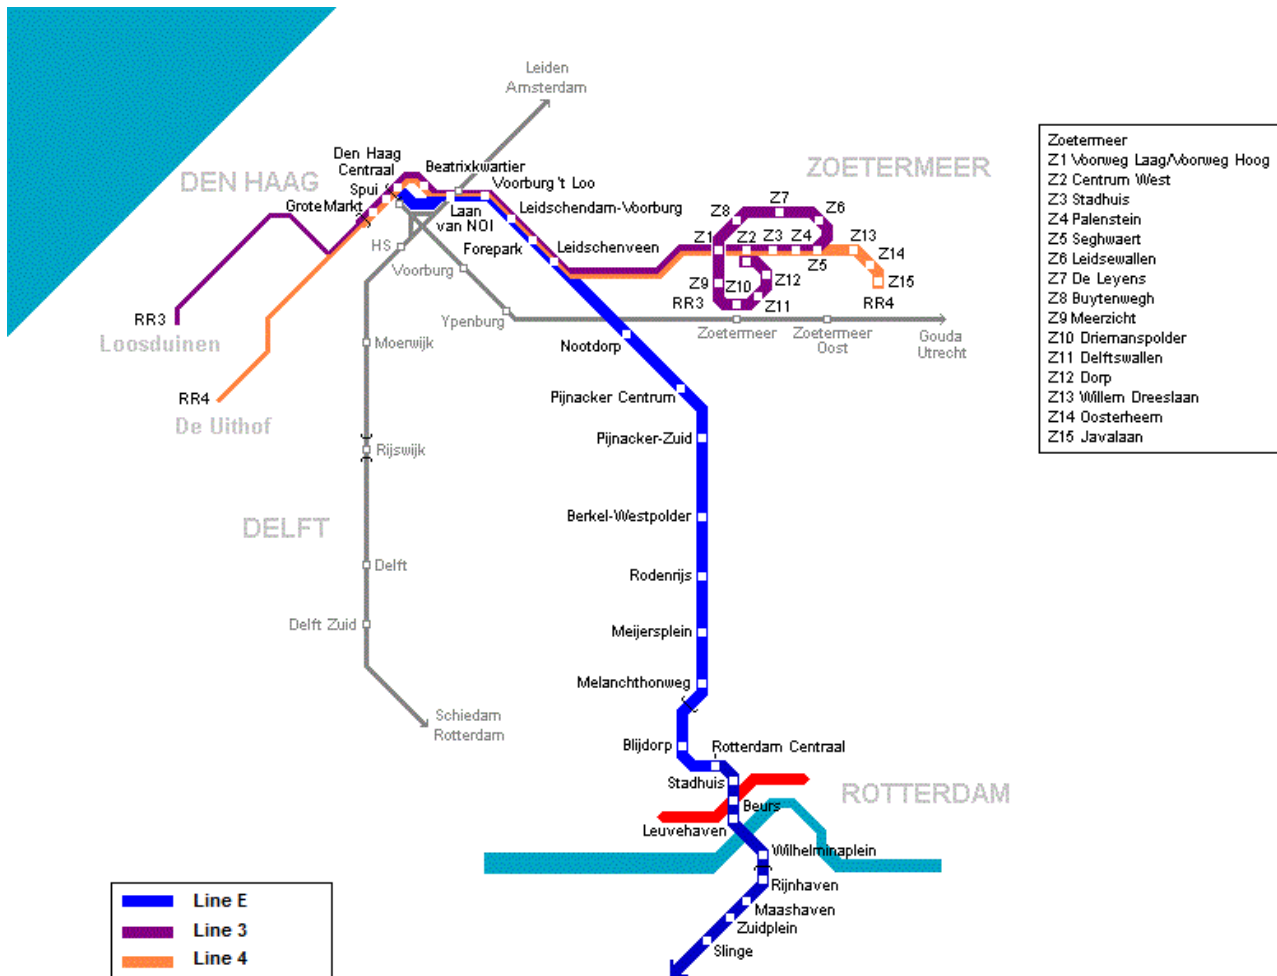 Leiden
Amsterdam
Den Haag
Centraal
Beatrixkwartier
DEN HAAG
Spui
Voorburg 't Loo
ZOETERMEER
Grote Markt
Laan
van NOI
Leidschendam-Voorburg
HS
Forepark
Leidschenveen
Voorburg
Z7
Z8
Z6
Z1
Z2
Z3
Z4
Z13
Z5
Z14
Z9
Z10
Z12
Z15
RR3
Z11
RR4
RR3
Loosduinen
Ypenburg
Zoetermeer
Zoetermeer
Oost
Gouda
Utrecht
Moerwijk
Nootdorp
RR4
De Uithof
Pijnacker Centrum
Rijswijk
Pijnacker-Zuid
DELFT
Berkel-Westpolder
Delft
Rodenrijs
Delft Zuid
Meijersplein
Melanchthonweg
Schiedam
Rotterdam
Blijdorp
Rotterdam Centraal
Stadhuis
ROTTERDAM
Beurs
Leuvehaven
Wilhelminaplein
Rijnhaven
Maashaven
Zuidplein
Slinge
Zoetermeer
Z1 Voorweg Laag/Voorweg Hoog
Z2 Centrum West
Z3 Stadhuis
Z4 Palenstein
Z5 Seghwaert
Z6 Leidsewallen
Z7 De Leyens
Z8 Buytenwegh
Z9 Meerzicht
Z10 Driemanspolder
Z11 Delftswallen
Z12 Dorp
Z13 Willem Dreeslaan
Z14 Oosterheem
Z15 Javalaan
Line E
Line 3
Line 4